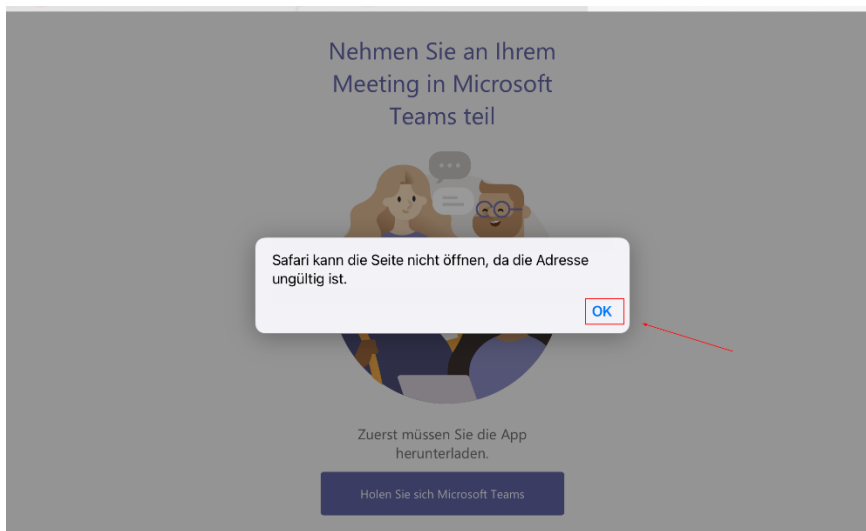 Nehmen Sie an Ihrem
Meeting in Microsoft
Teams teil
Safari kann die Seite nicht öffnen, da die Adresse
ungültig ist.
OK
Zuerst müssen Sie die App
herunterladen.
Holen Sie sich Microsoft Teams